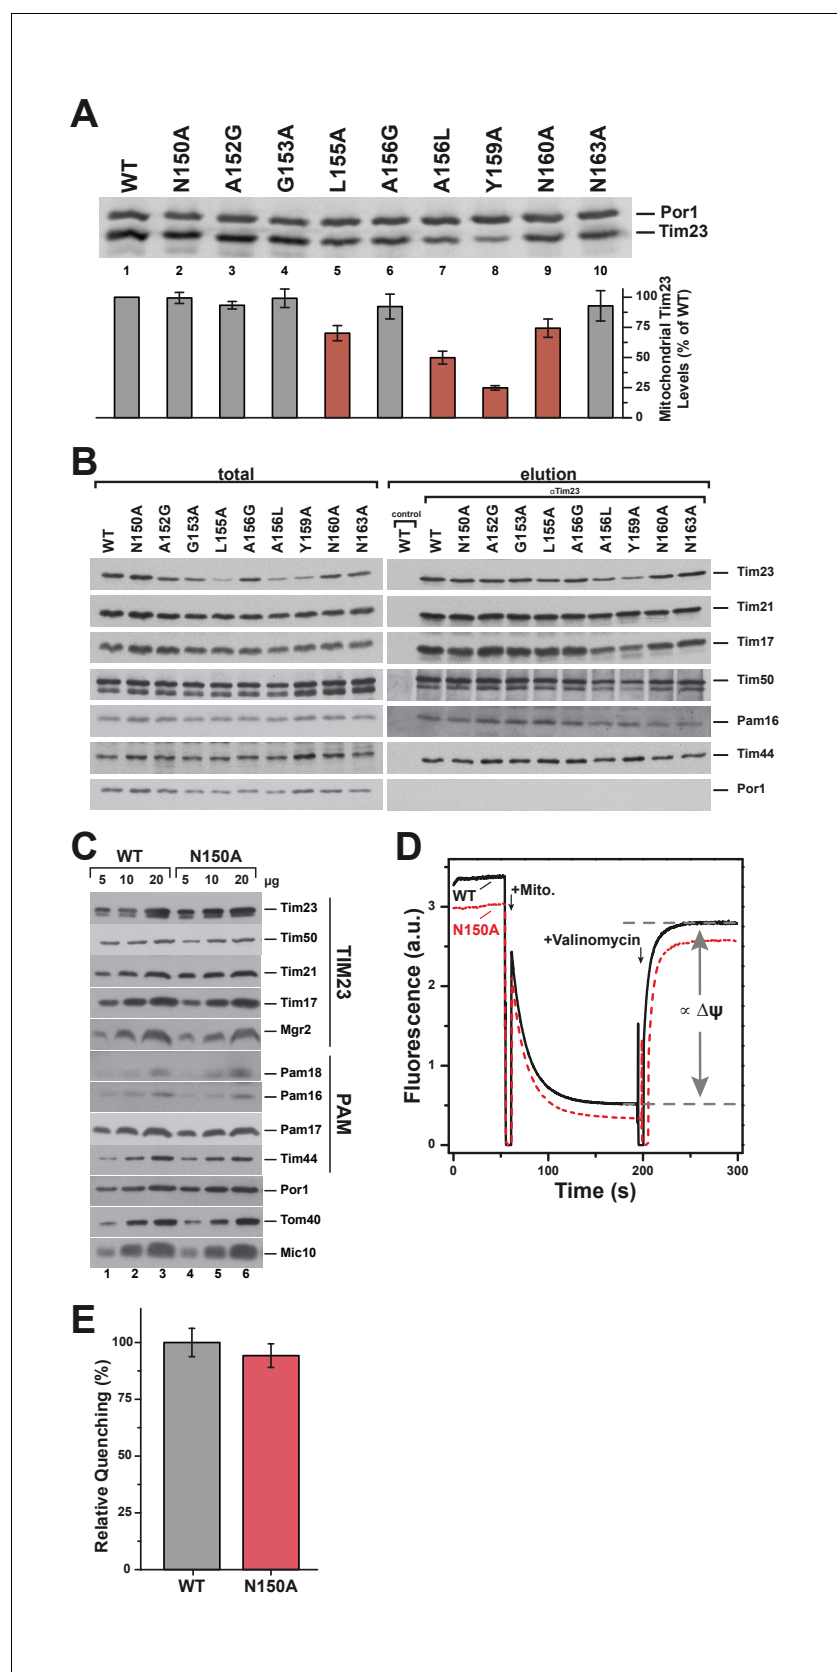 A
WT N150A A152G G153A L155A A156G A156L Y159A N160A N163A
Por1
Tim23
1 2 3 4 5 6 7 8 9 10
100
75
50
25
0
Mitochondrial Tim23
Levels (% of WT)
B
total elution
αTim23
control
WT N150A A152G G153A L155A A156G A156L Y159A N160A N163A WT WT N150A A152G G153A L155A A156G A156L Y159A N160A N163A
Tim23
Tim21
Tim17
Tim50
Pam16
Tim44
Por1
C
WT N150A
5 10 20 5 10 20 µg
Tim23
Tim50
Tim21
Tim17
Mgr2
TIM23
Pam18
Pam16
Pam17
Tim44
PAM
Por1
Tom40
Mic10
1 2 3 4 5 6
D
Fluorescence (a.u.)
3
2
1
0
WT
N150A
+Mito.
+Valinomycin
∝ Δψ
0 100 200 300
Time (s)
E
Relative Quenching (%)
100
75
50
25
0
WT N150A